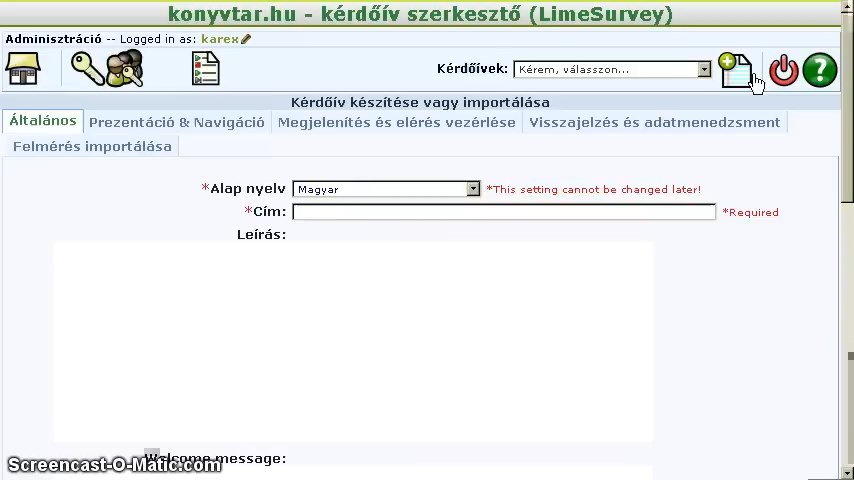 konyvtar.hu - kérdőív szerkesztő (LimeSurvey)
Adminisztráció -- Logged in as: karex
Kérdőívek: Kérem, válasszon...
Kérdőív készítése vagy importálása
Általános Prezentáció & Navigáció Megjelenítés és elérés vezérlése Visszajelzés és adatmenedzsment
Felmérés importálása
*Alap nyelv Magyar *This setting cannot be changed later!
*Cím: *Required
Leírás:
Welcome message:
Screencast-O-Matic.com